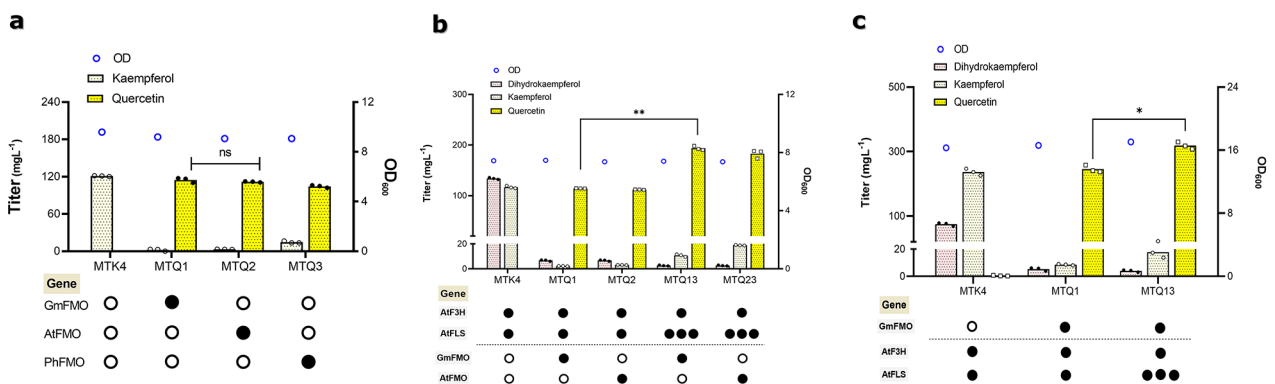 a
OD
Kaempferol
Quercetin
240
180
120
60
0
Titer (mgL-1)
12
6
0
OD600
ns
MTK4 MTQ1 MTQ2 MTQ3
Gene
GmFMO
AtFMO
PhFMO
b
OD
Dihydrokaempferol
Kaempferol
Quercetin
300
200
100
20
0
Titer (mgL-1)
12
8
4
0
OD600
**
MTK4 MTQ1 MTQ2 MTQ13 MTQ23
Gene
AtF3H
AtFLS
GmFMO
AtFMO
c
OD
Dihydrokaempferol
Kaempferol
Quercetin
500
300
100
20
0
Titer (mgL-1)
24
16
8
0
OD600
*
MTK4 MTQ1 MTQ13
Gene
GmFMO
AtF3H
AtFLS